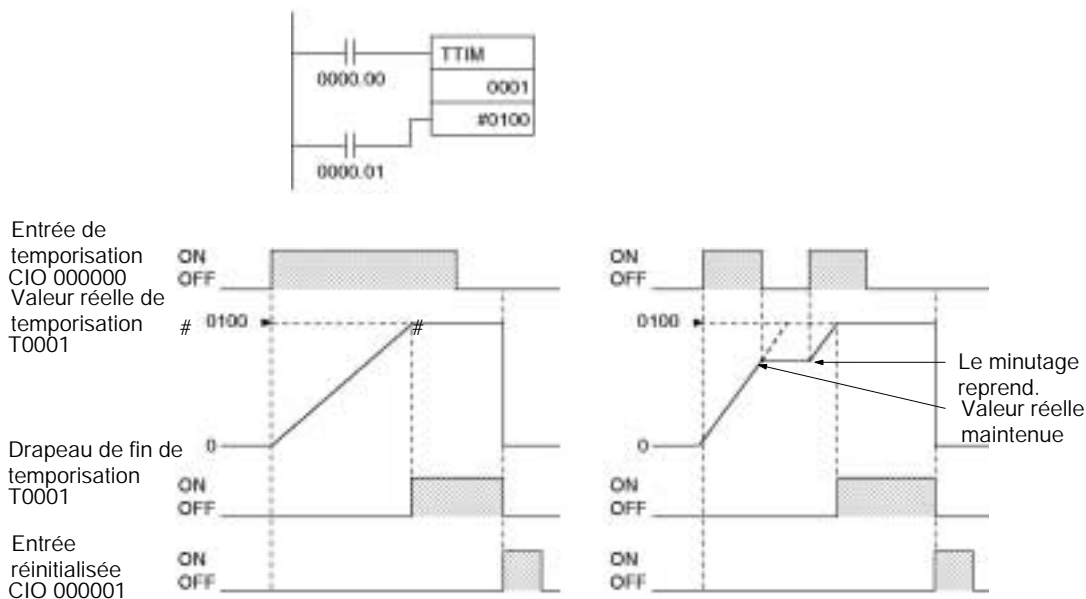 TTIM
0000.00
0001
#0100
0000.01
Entrée de
temporisation
CIO 000000
ON
OFF
ON
OFF
Valeur réelle de
temporisation
T0001
# 0100
#
0100
Le minutage
reprend.
Valeur réelle
maintenue
0
0
Drapeau de fin de
temporisation
T0001
ON
OFF
ON
OFF
Entrée
réinitialisée
CIO 000001
ON
OFF
ON
OFF